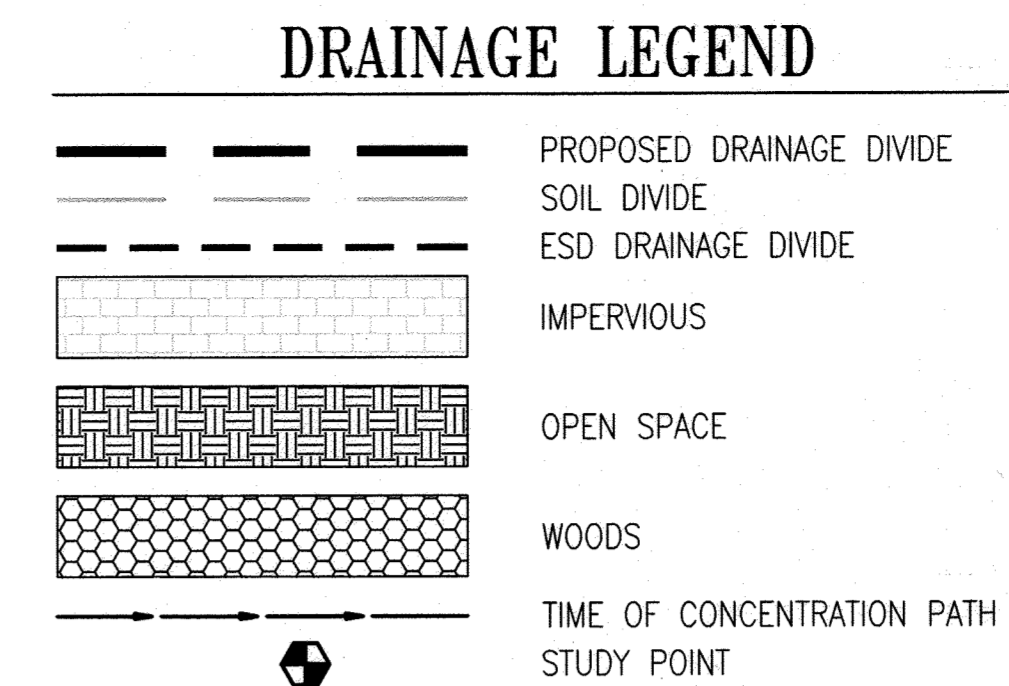 DRAINAGE LEGEND
PROPOSED DRAINAGE DIVIDE
SOIL DIVIDE
ESD DRAINAGE DIVIDE
IMPERVIOUS
OPEN SPACE
WOODS
TIME OF CONCENTRATION PATH
STUDY POINT